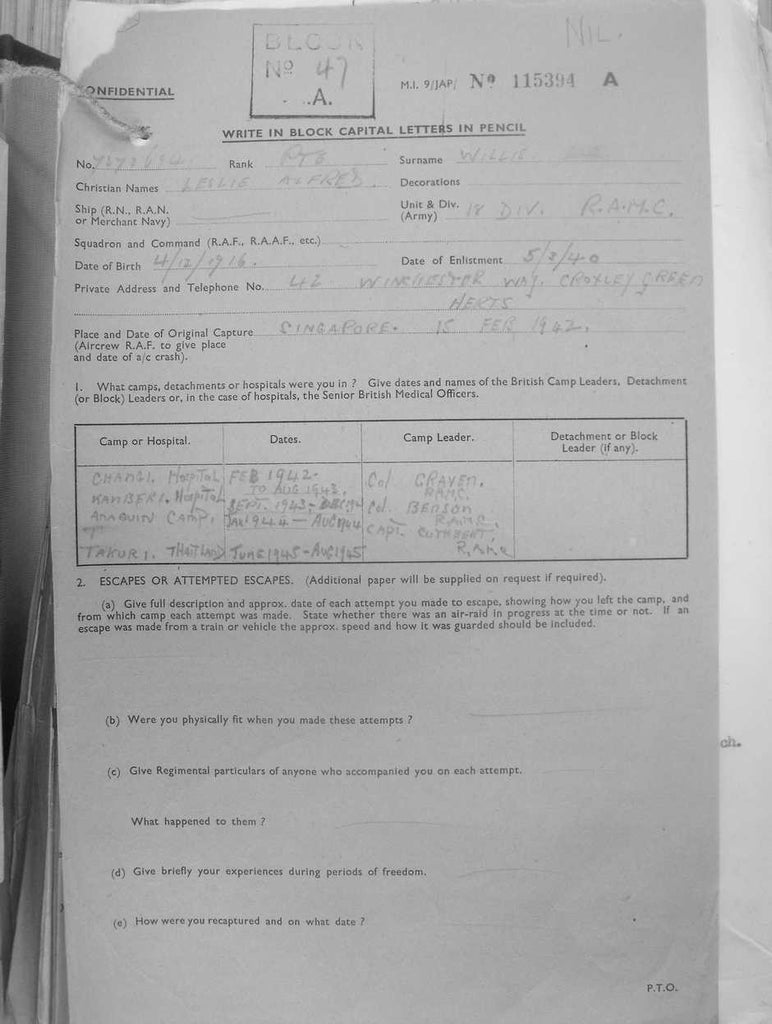 BLOCK
Nº 47
A.
NIL.
CONFIDENTIAL
M.I. 9/JAP/ Nº 115394 A
WRITE IN BLOCK CAPITAL LETTERS IN PENCIL
No. Rank PTE Surname WILLIS.
Christian Names LESLIE ALFRED. Decorations
Ship (R.N., R.A.N. or Merchant Navy)
Unit & Div. (Army) 18 DIV. R.A.M.C.
Squadron and Command (R.A.F., R.A.A.F., etc.)
Date of Birth 4/12/1916. Date of Enlistment 5/3/40
Private Address and Telephone No. 42 WINCHESTER WAY. CROXLEY GREEN
HERTS
Place and Date of Original Capture SINGAPORE. 15 FEB 1942.
(Aircrew R.A.F. to give place
and date of a/c crash).
1. What camps, detachments or hospitals were you in ? Give dates and names of the British Camp Leaders, Detachment
(or Block) Leaders or, in the case of hospitals, the Senior British Medical Officers.
Camp or Hospital. Dates. Camp Leader. Detachment or Block
Leader (if any).
CHANGI. Hospital FEB 1942- Col CRAVEN.
TO AUG 1943. R.A.M.C.
KANBERI. Hospital SEPT. 1943- Col. BENSON
R.A.M.C.
CAMP. JAN 1944 - AUG 1944 CAPT. CUTHBERT,
R.A.M.C
TAKURI. THAILAND JUNE 1945 - AUG 1945
2. ESCAPES OR ATTEMPTED ESCAPES. (Additional paper will be supplied on request if required).
(a) Give full description and approx. date of each attempt you made to escape, showing how you left the camp, and
from which camp each attempt was made. State whether there was an air-raid in progress at the time or not. If an
escape was made from a train or vehicle the approx. speed and how it was guarded should be included.
(b) Were you physically fit when you made these attempts ?
(c) Give Regimental particulars of anyone who accompanied you on each attempt.
What happened to them ?
(d) Give briefly your experiences during periods of freedom.
(e) How were you recaptured and on what date ?
P.T.O.
ch.